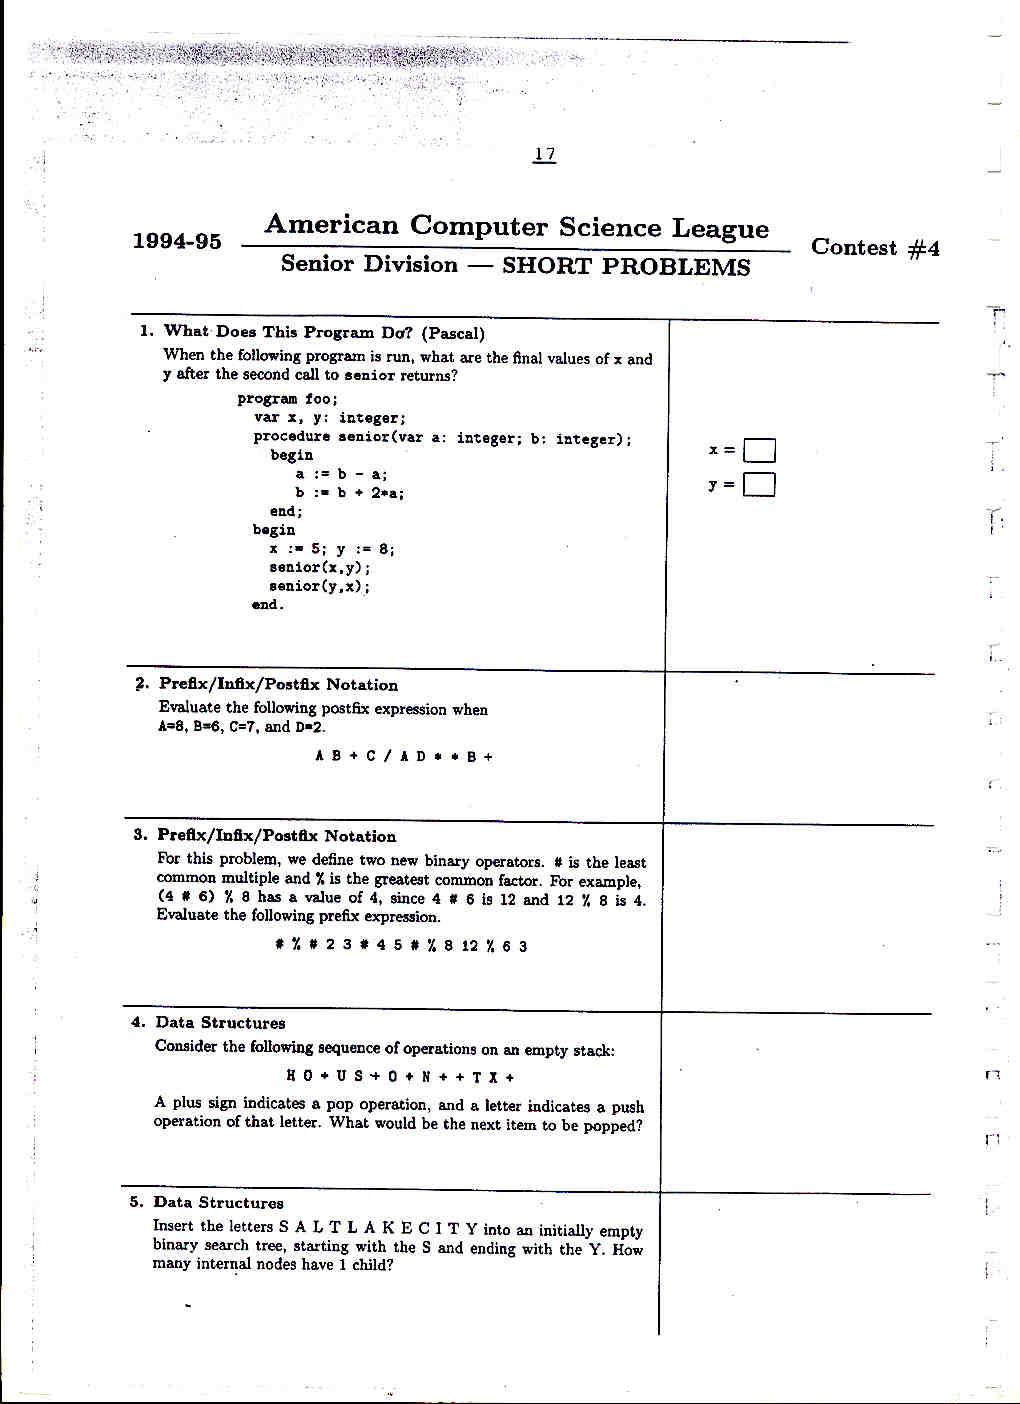 17
1994-95
American Computer Science League
Senior Division — SHORT PROBLEMS
Contest #4
1. What Does This Program Do? (Pascal)
When the following program is run, what are the final values of x and
y after the second call to senior returns?
program foo;
var x, y: integer;
procedure senior(var a: integer; b: integer);
begin
a := b - a;
b := b + 2*a;
end;
begin
x := 5; y := 8;
senior(x,y);
senior(y,x);
end.
x =
y =
2. Prefix/Infix/Postfix Notation
Evaluate the following postfix expression when
A=8, B=6, C=7, and D=2.
A B + C / A D * * B +
3. Prefix/Infix/Postfix Notation
For this problem, we define two new binary operators. # is the least
common multiple and % is the greatest common factor. For example,
(4 # 6) % 8 has a value of 4, since 4 # 6 is 12 and 12 % 8 is 4.
Evaluate the following prefix expression.
# % # 2 3 # 4 5 # % 8 12 % 6 3
4. Data Structures
Consider the following sequence of operations on an empty stack:
H O + U S + O + N + + T X +
A plus sign indicates a pop operation, and a letter indicates a push
operation of that letter. What would be the next item to be popped?
5. Data Structures
Insert the letters S A L T L A K E C I T Y into an initially empty
binary search tree, starting with the S and ending with the Y. How
many internal nodes have 1 child?